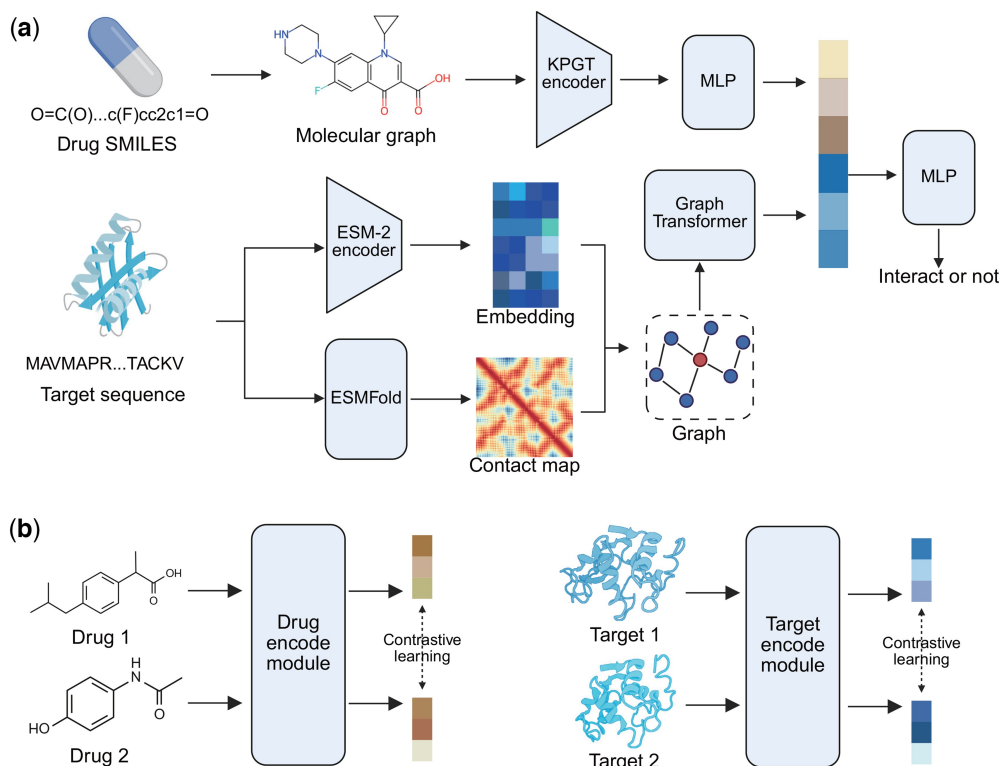 (a)
O=C(O)...c(F)cc2c1=O
Drug SMILES
HN
N
N
F
O
O
OH
Molecular graph
KPGT
encoder
MLP
MLP
Interact or not
MAVMAPR...TACKV
Target sequence
ESM-2
encoder
Embedding
ESMFold
Contact map
Graph
Transformer
Graph
(b)
OH
O
Drug 1
H
N
O
HO
Drug 2
Drug
encode
module
Contrastive
learning
Target 1
Target 2
Target
encode
module
Contrastive
learning